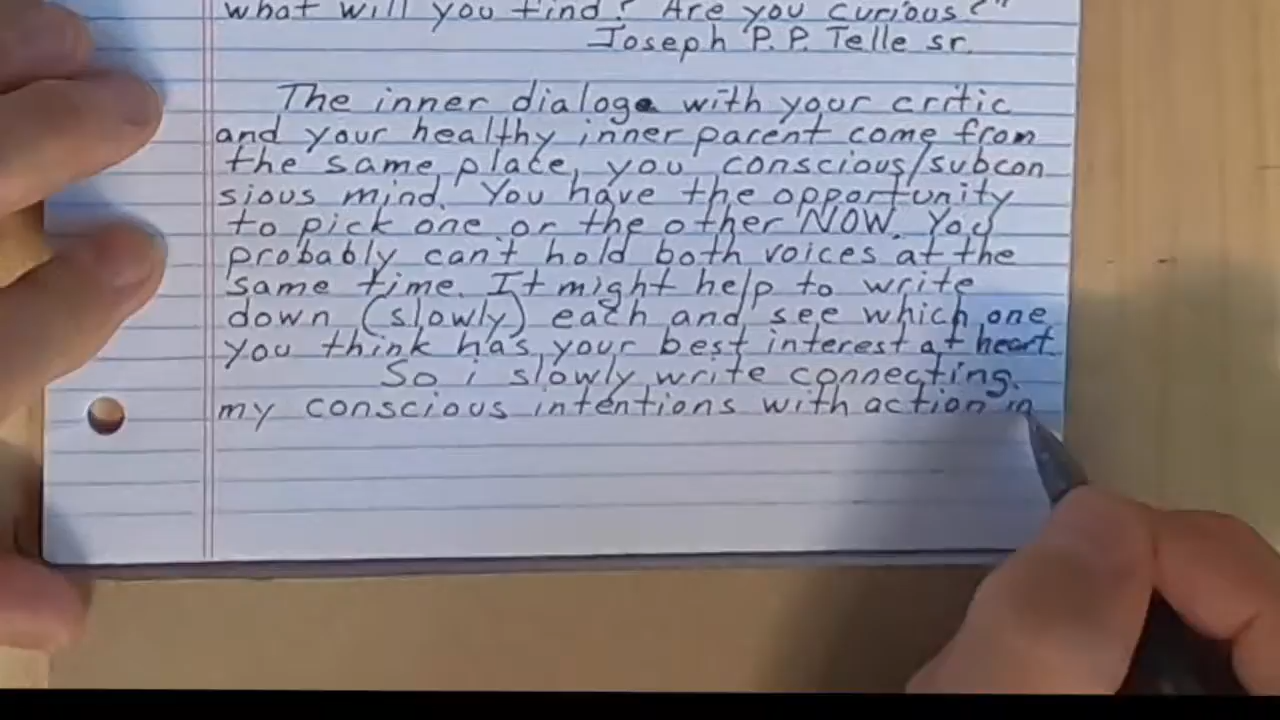 what will you find? Are you curious?"
Joseph P.P. Telle sr.
The inner dialoge with your critic
and your healthy inner parent come from
the same place, you conscious/subcon
sious mind. You have the opportunity
to pick one or the other NOW. You
probably can't hold both voices at the
same time. It might help to write
down (slowly) each and see which one
you think has your best interest at heart
So i slowly write connecting
my conscious intentions with action in